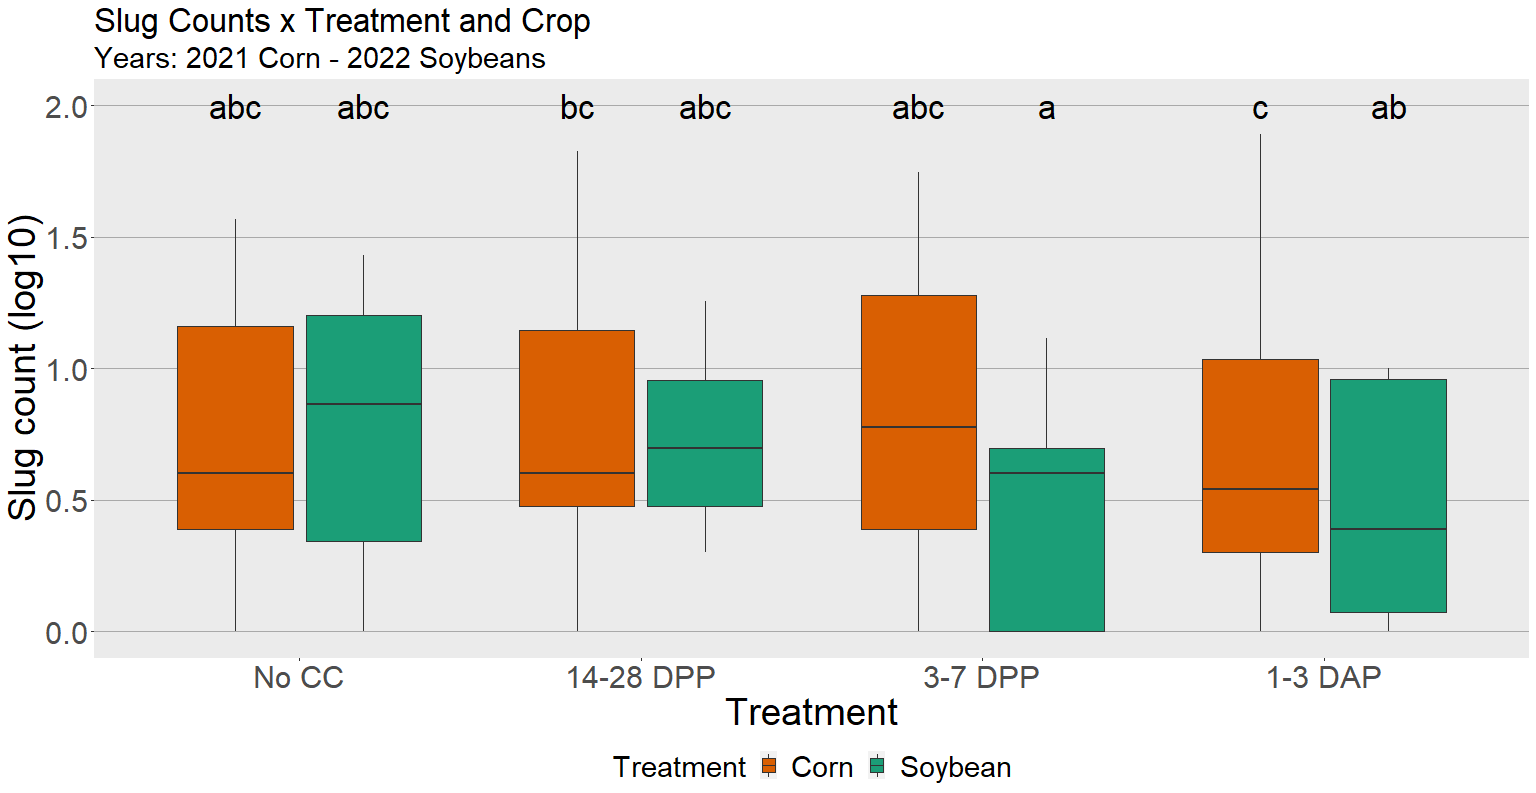 Slug Counts x Treatment and Crop
Years: 2021 Corn - 2022 Soybeans
2.0
abc abc bc abc abc a c ab
1.5
1.0
0.5
0.0
Slug count (log10)
No CC 14-28 DPP 3-7 DPP 1-3 DAP
Treatment
Treatment Corn Soybean